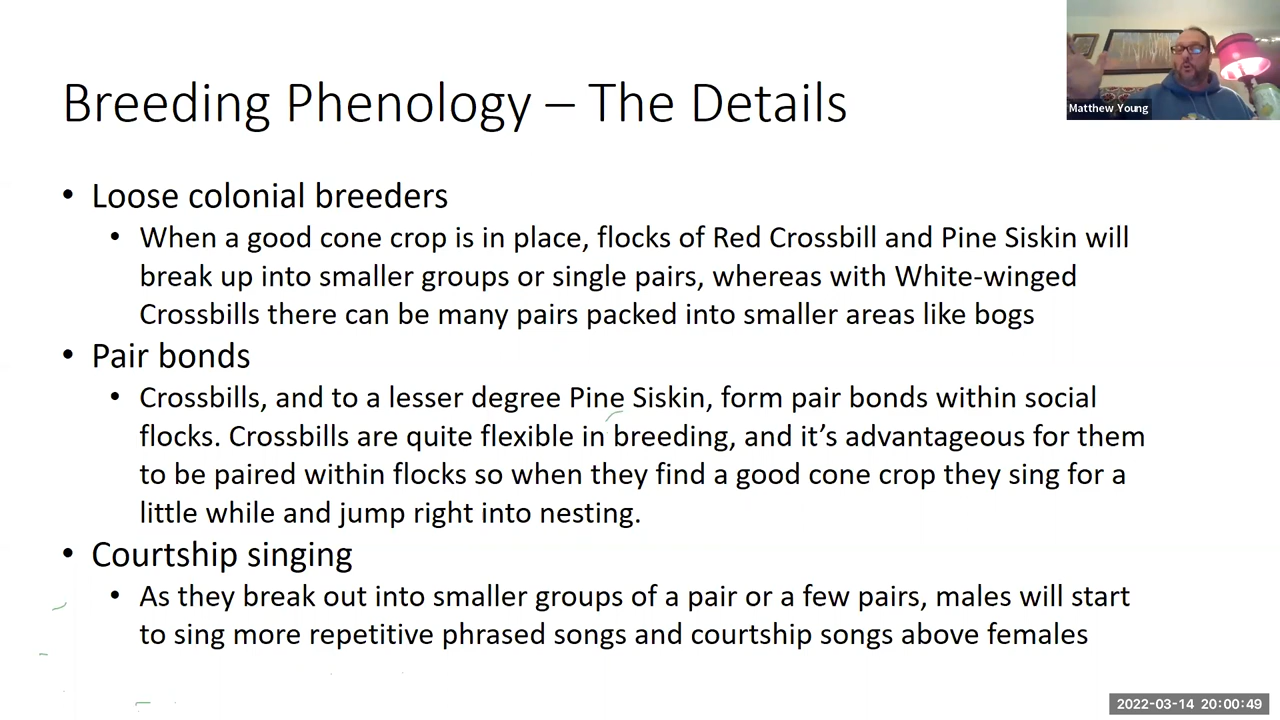 Breeding Phenology – The Details
Matthew Young
• Loose colonial breeders
• When a good cone crop is in place, flocks of Red Crossbill and Pine Siskin will
break up into smaller groups or single pairs, whereas with White-winged
Crossbills there can be many pairs packed into smaller areas like bogs
• Pair bonds
• Crossbills, and to a lesser degree Pine Siskin, form pair bonds within social
flocks. Crossbills are quite flexible in breeding, and it’s advantageous for them
to be paired within flocks so when they find a good cone crop they sing for a
little while and jump right into nesting.
• Courtship singing
• As they break out into smaller groups of a pair or a few pairs, males will start
to sing more repetitive phrased songs and courtship songs above females
2022-03-14 20:00:49